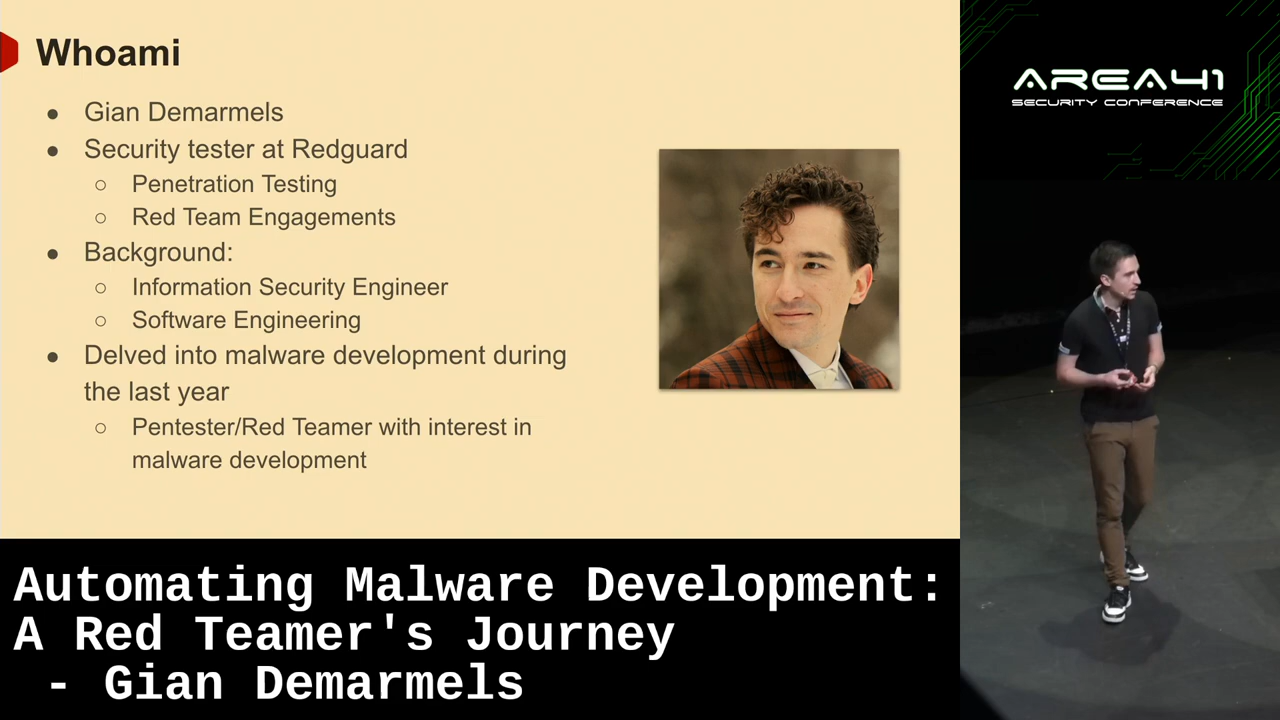 Whoami
● Gian Demarmels
● Security tester at Redguard
○ Penetration Testing
○ Red Team Engagements
● Background:
○ Information Security Engineer
○ Software Engineering
● Delved into malware development during
the last year
○ Pentester/Red Teamer with interest in
malware development
AREA41
SECURITY CONFERENCE
Automating Malware Development:
A Red Teamer's Journey
- Gian Demarmels